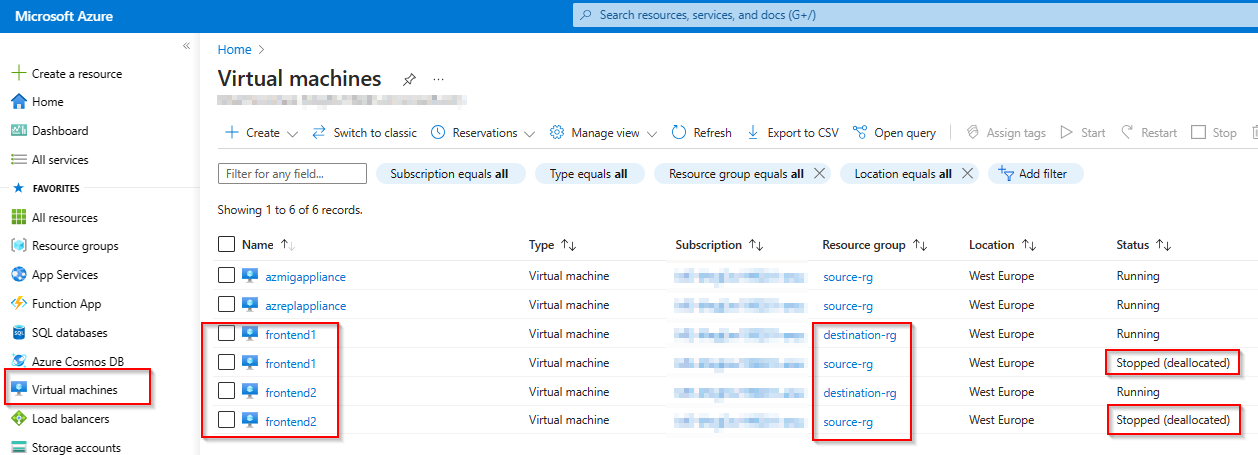 Microsoft Azure
Search resources, services, and docs (G+/)
«
Create a resource
Home
Dashboard
All services
FAVORITES
All resources
Resource groups
App Services
Function App
SQL databases
Azure Cosmos DB
Virtual machines
Load balancers
Storage accounts
Home >
Virtual machines ...
Create Switch to classic Reservations Manage view Refresh Export to CSV Open query Assign tags Start Restart Stop
Filter for any field... Subscription equals all Type equals all Resource group equals all Location equals all Add filter
Showing 1 to 6 of 6 records.
Name Type Subscription Resource group Location Status
azmigappliance Virtual machine source-rg West Europe Running
azreplappliance Virtual machine source-rg West Europe Running
frontend1 Virtual machine destination-rg West Europe Running
frontend1 Virtual machine source-rg West Europe Stopped (deallocated)
frontend2 Virtual machine destination-rg West Europe Running
frontend2 Virtual machine source-rg West Europe Stopped (deallocated)